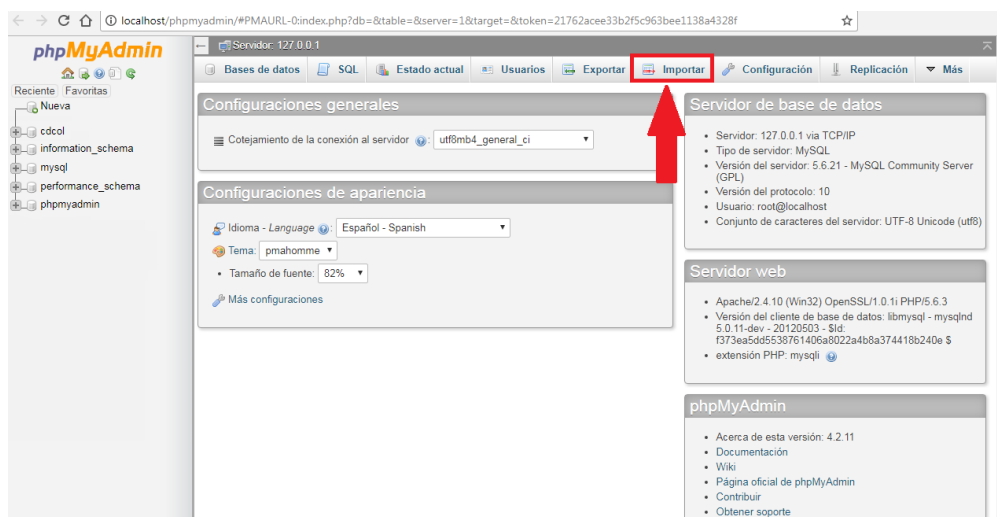 localhost/phpmyadmin/#PMAURL-0:index.php?db=&table=&server=1&target=&token=21762acee33b2f5c963bee1138a4328f
phpMyAdmin
Reciente Favoritas
Nueva
cdcol
information_schema
mysql
performance_schema
phpmyadmin
Servidor: 127.0.0.1
Bases de datos SQL Estado actual Usuarios Exportar Importar Configuración Replicación Más
Configuraciones generales
Cotejamiento de la conexión al servidor : utf8mb4_general_ci
Configuraciones de apariencia
Idioma - Language : Español - Spanish
Tema: pmahomme
• Tamaño de fuente: 82%
Más configuraciones
Servidor de base de datos
• Servidor: 127.0.0.1 via TCP/IP
• Tipo de servidor: MySQL
• Versión del servidor: 5.6.21 - MySQL Community Server
(GPL)
• Versión del protocolo: 10
• Usuario: root@localhost
• Conjunto de caracteres del servidor: UTF-8 Unicode (utf8)
Servidor web
• Apache/2.4.10 (Win32) OpenSSL/1.0.1i PHP/5.6.3
• Versión del cliente de base de datos: libmysql - mysqlnd
5.0.11-dev - 20120503 - $Id:
f373ea5dd5538761406a8022a4b8a374418b240e $
• extensión PHP: mysqli
phpMyAdmin
• Acerca de esta versión: 4.2.11
• Documentación
• Wiki
• Página oficial de phpMyAdmin
• Contribuir
• Obtener soporte